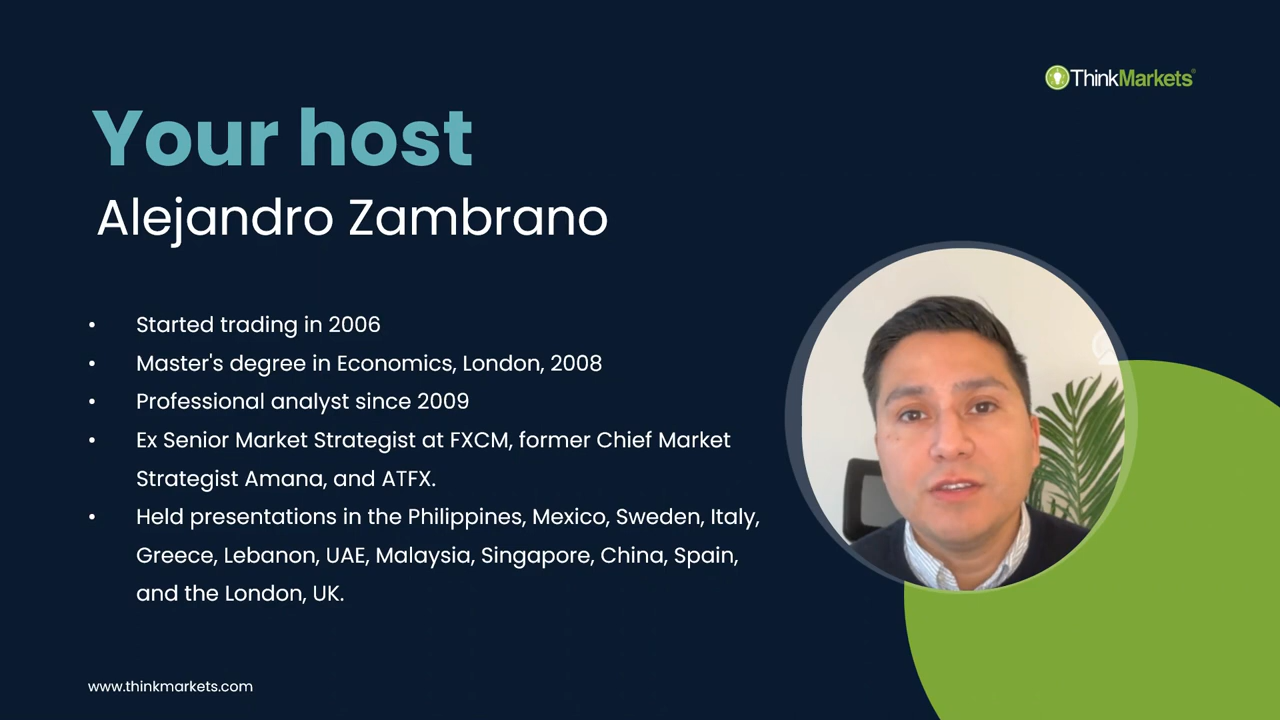 ThinkMarkets®
Your host
Alejandro Zambrano
• Started trading in 2006
• Master's degree in Economics, London, 2008
• Professional analyst since 2009
• Ex Senior Market Strategist at FXCM, former Chief Market
Strategist Amana, and ATFX.
• Held presentations in the Philippines, Mexico, Sweden, Italy,
Greece, Lebanon, UAE, Malaysia, Singapore, China, Spain,
and the London, UK.
www.thinkmarkets.com